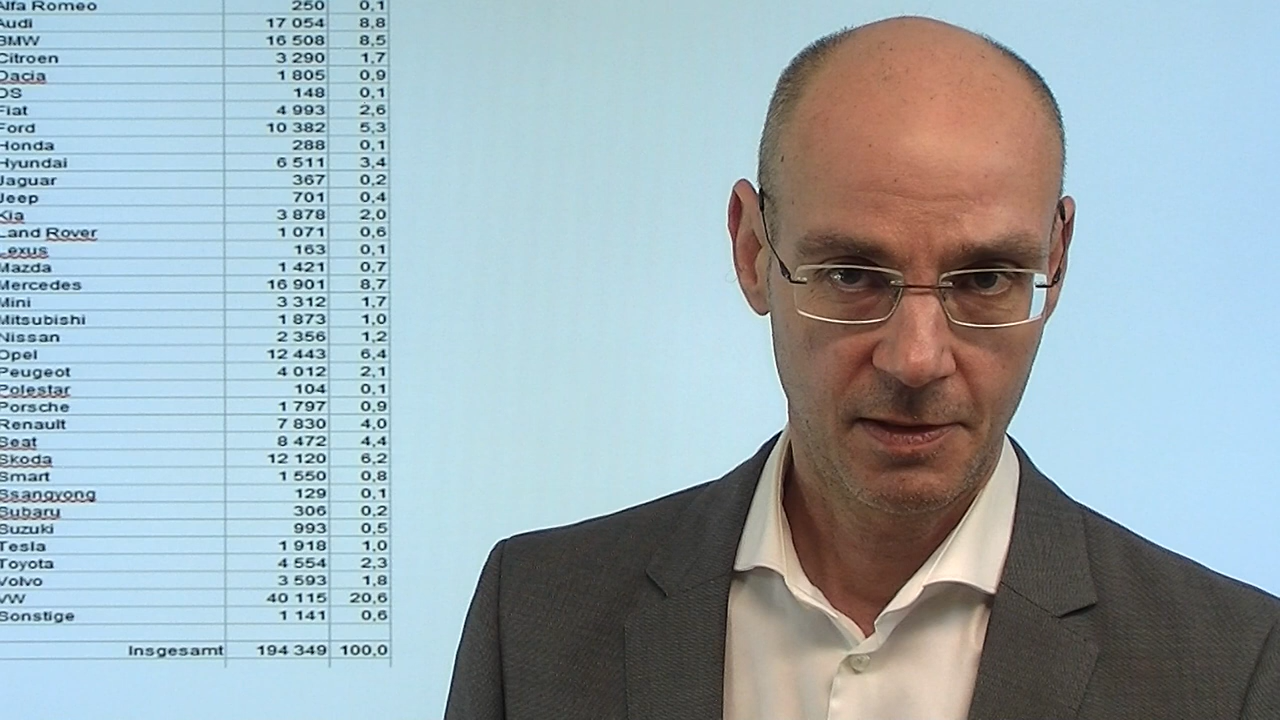 Alfa Romeo 250 0,1
Audi 17 054 8,8
BMW 16 508 8,5
Citroen 3 290 1,7
Dacia 1 805 0,9
DS 148 0,1
Fiat 4 993 2,6
Ford 10 382 5,3
Honda 288 0,1
Hyundai 6 511 3,4
Jaguar 367 0,2
Jeep 701 0,4
Kia 3 878 2,0
Land Rover 1 071 0,6
Lexus 163 0,1
Mazda 1 421 0,7
Mercedes 16 901 8,7
Mini 3 312 1,7
Mitsubishi 1 873 1,0
Nissan 2 356 1,2
Opel 12 443 6,4
Peugeot 4 012 2,1
Polestar 104 0,1
Porsche 1 797 0,9
Renault 7 830 4,0
Seat 8 472 4,4
Skoda 12 120 6,2
Smart 1 550 0,8
Ssangyong 129 0,1
Subaru 306 0,2
Suzuki 993 0,5
Tesla 1 918 1,0
Toyota 4 554 2,3
Volvo 3 593 1,8
VW 40 115 20,6
Sonstige 1 141 0,6
Insgesamt 194 349 100,0